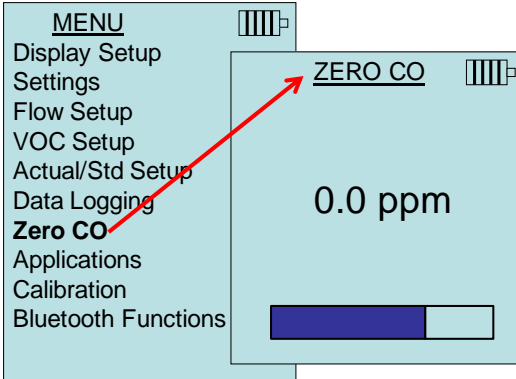 MENU
Display Setup
Settings
Flow Setup
VOC Setup
Actual/Std Setup
Data Logging
Zero CO
Applications
Calibration
Bluetooth Functions
ZERO CO
0.0 ppm